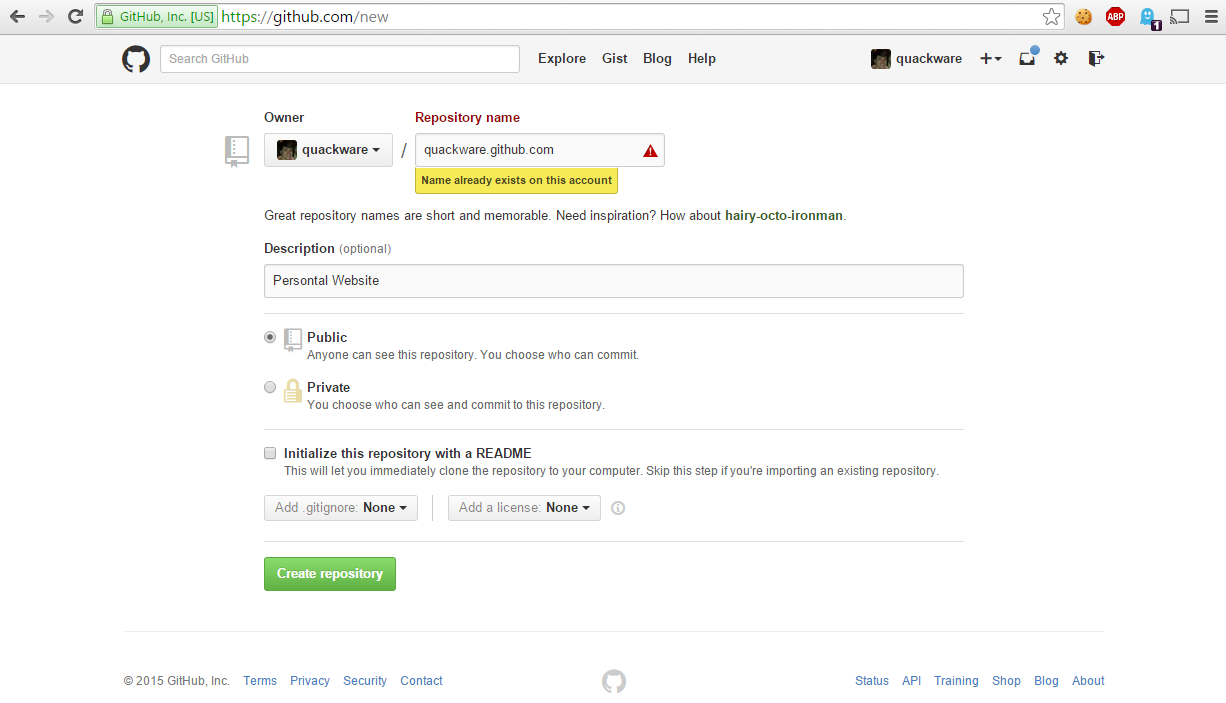 GitHub, Inc. [US] https://github.com/new
ABP
1
Search GitHub Explore Gist Blog Help quackware
Owner Repository name
quackware / quackware.github.com
Name already exists on this account
Great repository names are short and memorable. Need inspiration? How about hairy-octo-ironman.
Description (optional)
Persontal Website
Public
Anyone can see this repository. You choose who can commit.
Private
You choose who can see and commit to this repository.
Initialize this repository with a README
This will let you immediately clone the repository to your computer. Skip this step if you're importing an existing repository.
Add .gitignore: None Add a license: None
Create repository
© 2015 GitHub, Inc. Terms Privacy Security Contact Status API Training Shop Blog About